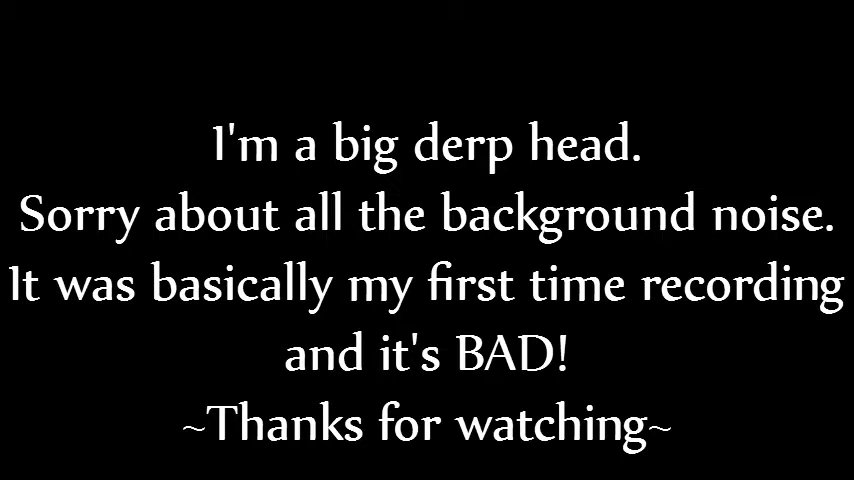 I'm a big derp head.
Sorry about all the background noise.
It was basically my first time recording
and it's BAD!
~Thanks for watching~